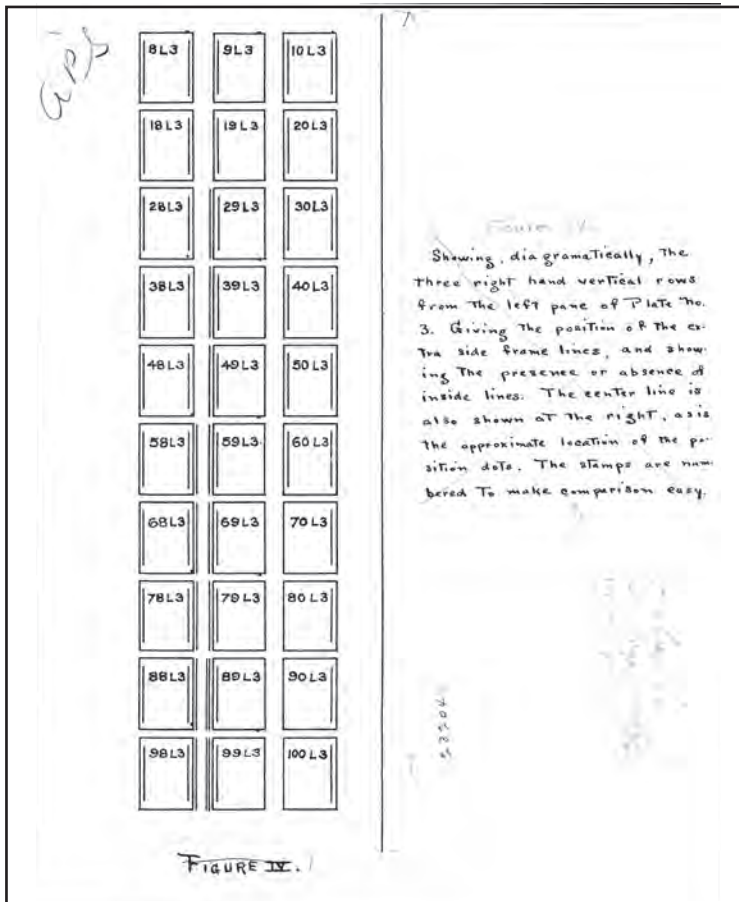 GPS
8L3 9L3 10L3
18L3 19L3 20L3
28L3 29L3 30L3
38L3 39L3 40L3
48L3 49L3 50L3
58L3 59L3 60L3
68L3 69L3 70L3
78L3 79L3 80L3
88L3 89L3 90L3
98L3 99L3 100L3
FIGURE IV.
Figure IV.
Showing, diagramatically, The
three right hand vertical rows
from the left pane of Plate No.
3. Giving the position of the ex-
tra side frame lines, and show-
ing the presence or absence of
inside lines. The center line is
also shown at the right, as is
the approximate location of the po-
sition dots. The stamps are num
bered To make comparison easy.